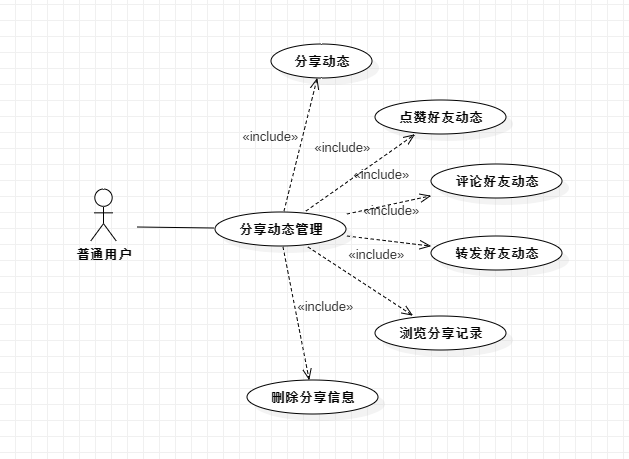 分享动态
点赞好友动态
«include»
«include»
«include»
评论好友动态
«include»
普通用户
分享动态管理
转发好友动态
«include»
«include»
浏览分享记录
删除分享信息